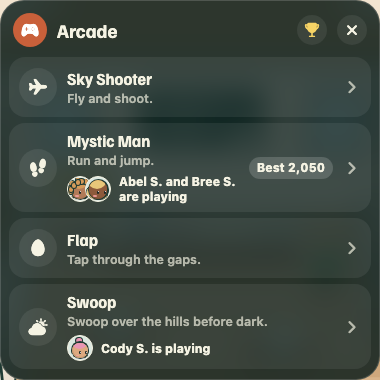 Arcade
Sky Shooter
Fly and shoot.
Mystic Man
Run and jump.
Abel S. and Bree S.
are playing
Best 2,050
Flap
Tap through the gaps.
Swoop
Swoop over the hills before dark.
Cody S. is playing